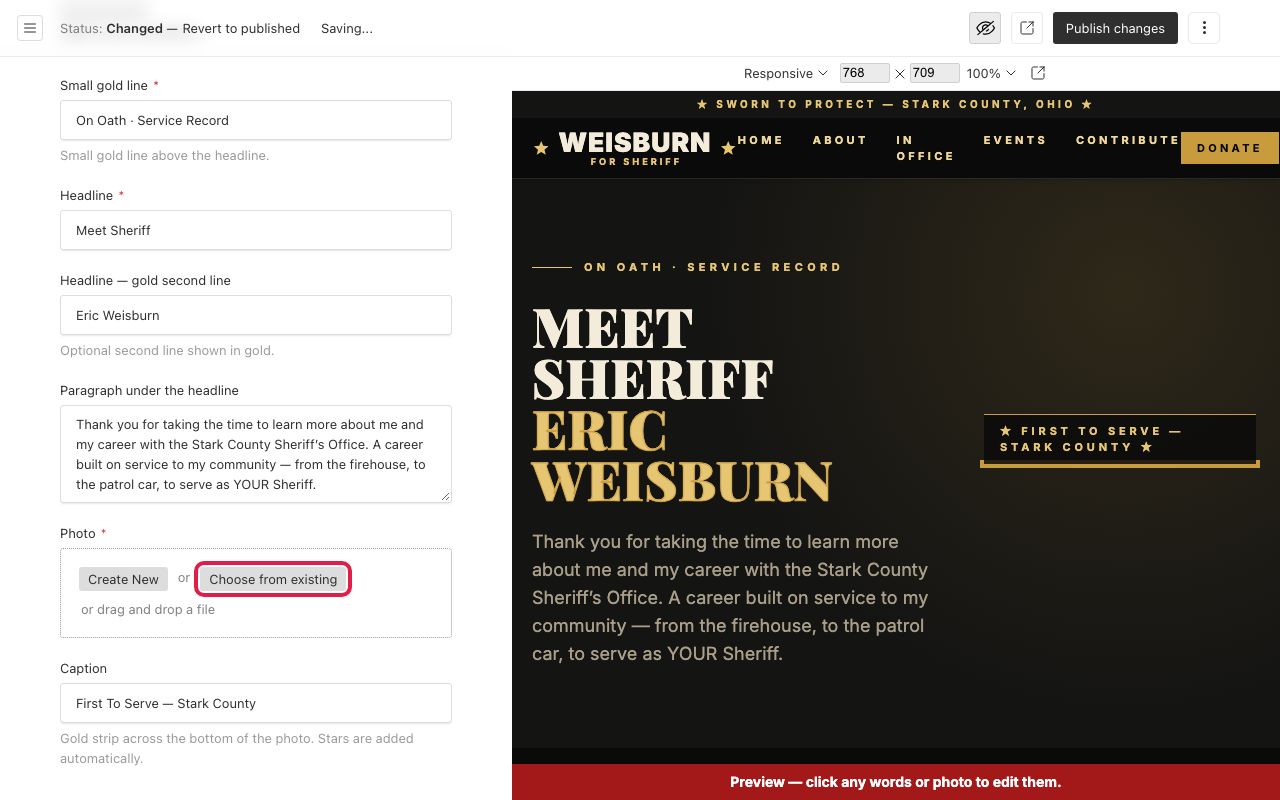 Status: Changed — Revert to published Saving...
Publish changes
Small gold line *
On Oath · Service Record
Small gold line above the headline.
Headline *
Meet Sheriff
Headline — gold second line
Eric Weisburn
Optional second line shown in gold.
Paragraph under the headline
Thank you for taking the time to learn more about me and
my career with the Stark County Sheriff's Office. A career
built on service to my community — from the firehouse, to
the patrol car, to serve as YOUR Sheriff.
Photo *
Create New or Choose from existing
or drag and drop a file
Caption
First To Serve — Stark County
Gold strip across the bottom of the photo. Stars are added
automatically.
Responsive 768 × 709 100%
★ SWORN TO PROTECT — STARK COUNTY, OHIO ★
★ WEISBURN ★
FOR SHERIFF
HOME ABOUT IN OFFICE EVENTS CONTRIBUTE DONATE
ON OATH · SERVICE RECORD
MEET
SHERIFF
ERIC
WEISBURN
Thank you for taking the time to learn more
about me and my career with the Stark County
Sheriff's Office. A career built on service to my
community — from the firehouse, to the patrol
car, to serve as YOUR Sheriff.
★ FIRST TO SERVE —
STARK COUNTY ★
Preview — click any words or photo to edit them.